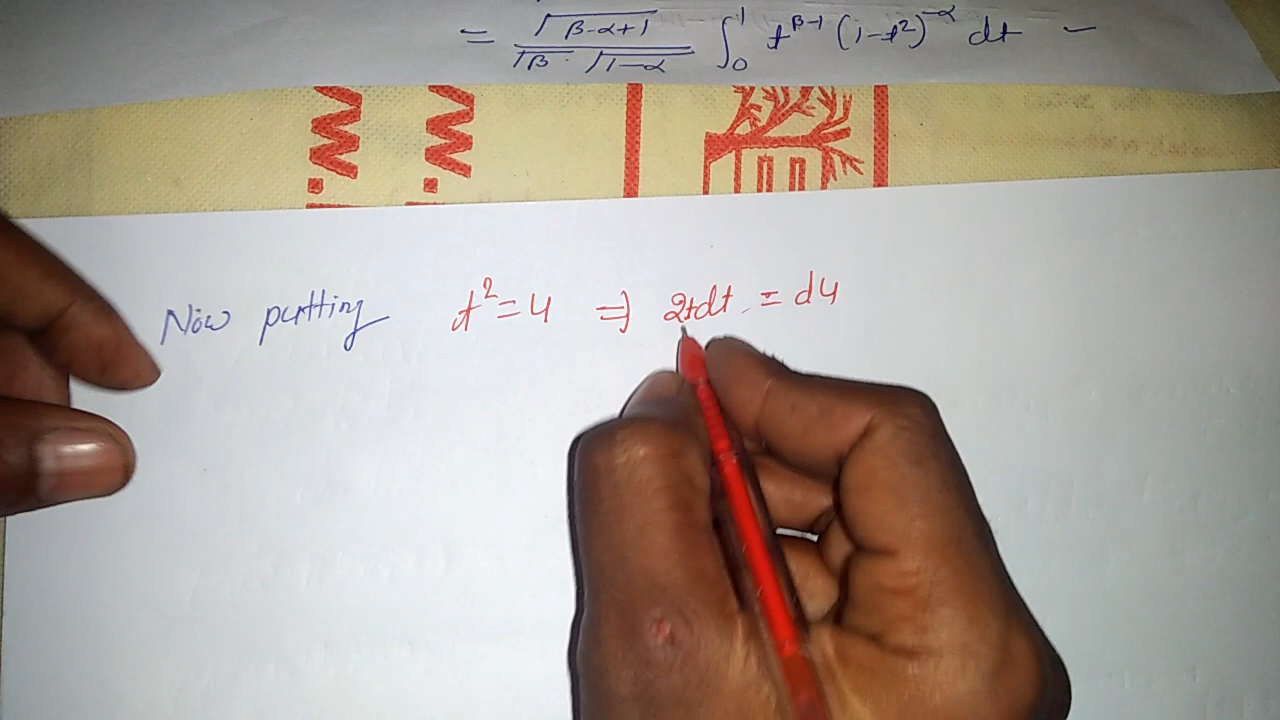 = Γβ-α+1 / Γβ · Γ1-α ∫₀¹ t^β-1 (1-t²)^-α dt -
W. W.
Now putting t² = u ⇒ 2tdt = du